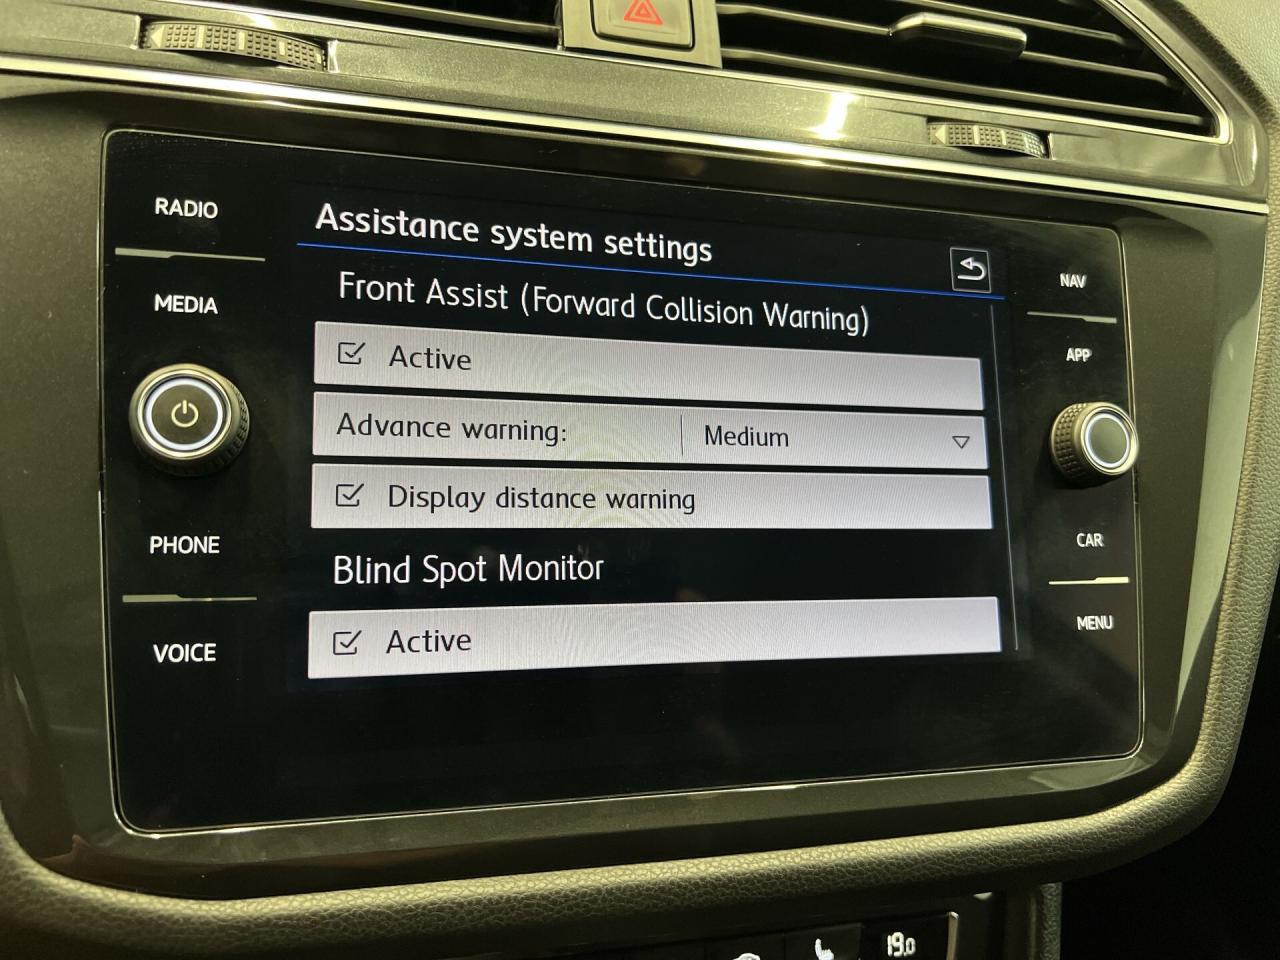 RADIO
MEDIA
PHONE
VOICE
Assistance system settings
Front Assist (Forward Collision Warning)
Active
Advance warning: Medium
Display distance warning
Blind Spot Monitor
Active
NAV
APP
CAR
MENU
19.0